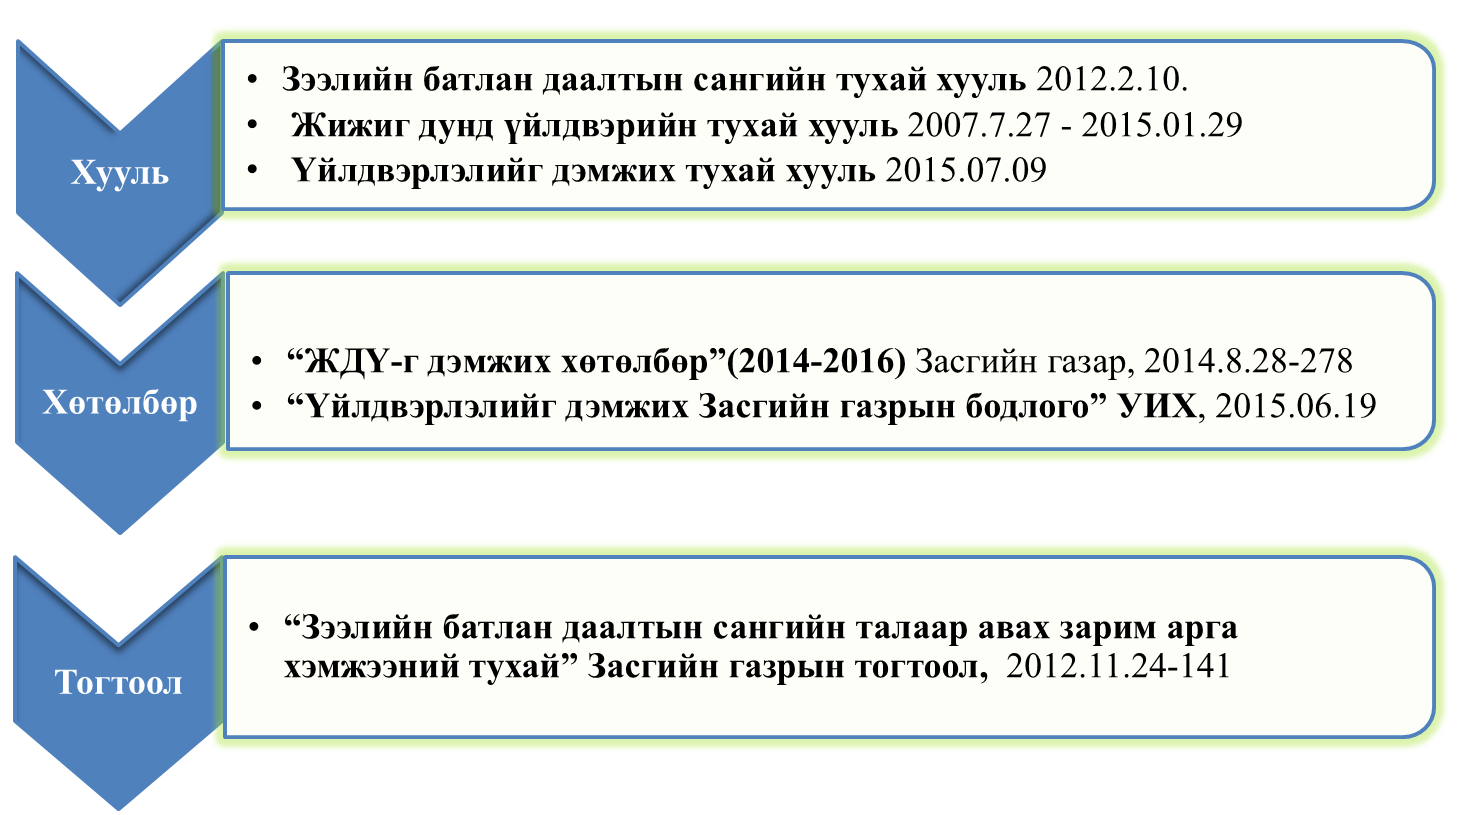 Хууль
• Зээлийн батлан даалтын сангийн тухай хууль 2012.2.10.
• Жижиг дунд үйлдвэрийн тухай хууль 2007.7.27 - 2015.01.29
• Үйлдвэрлэлийг дэмжих тухай хууль 2015.07.09
Хөтөлбөр
• “ЖДҮ-г дэмжих хөтөлбөр”(2014-2016) Засгийн газар, 2014.8.28-278
• “Үйлдвэрлэлийг дэмжих Засгийн газрын бодлого” УИХ, 2015.06.19
Тогтоол
• “Зээлийн батлан даалтын сангийн талаар авах зарим арга
хэмжээний тухай” Засгийн газрын тогтоол, 2012.11.24-141